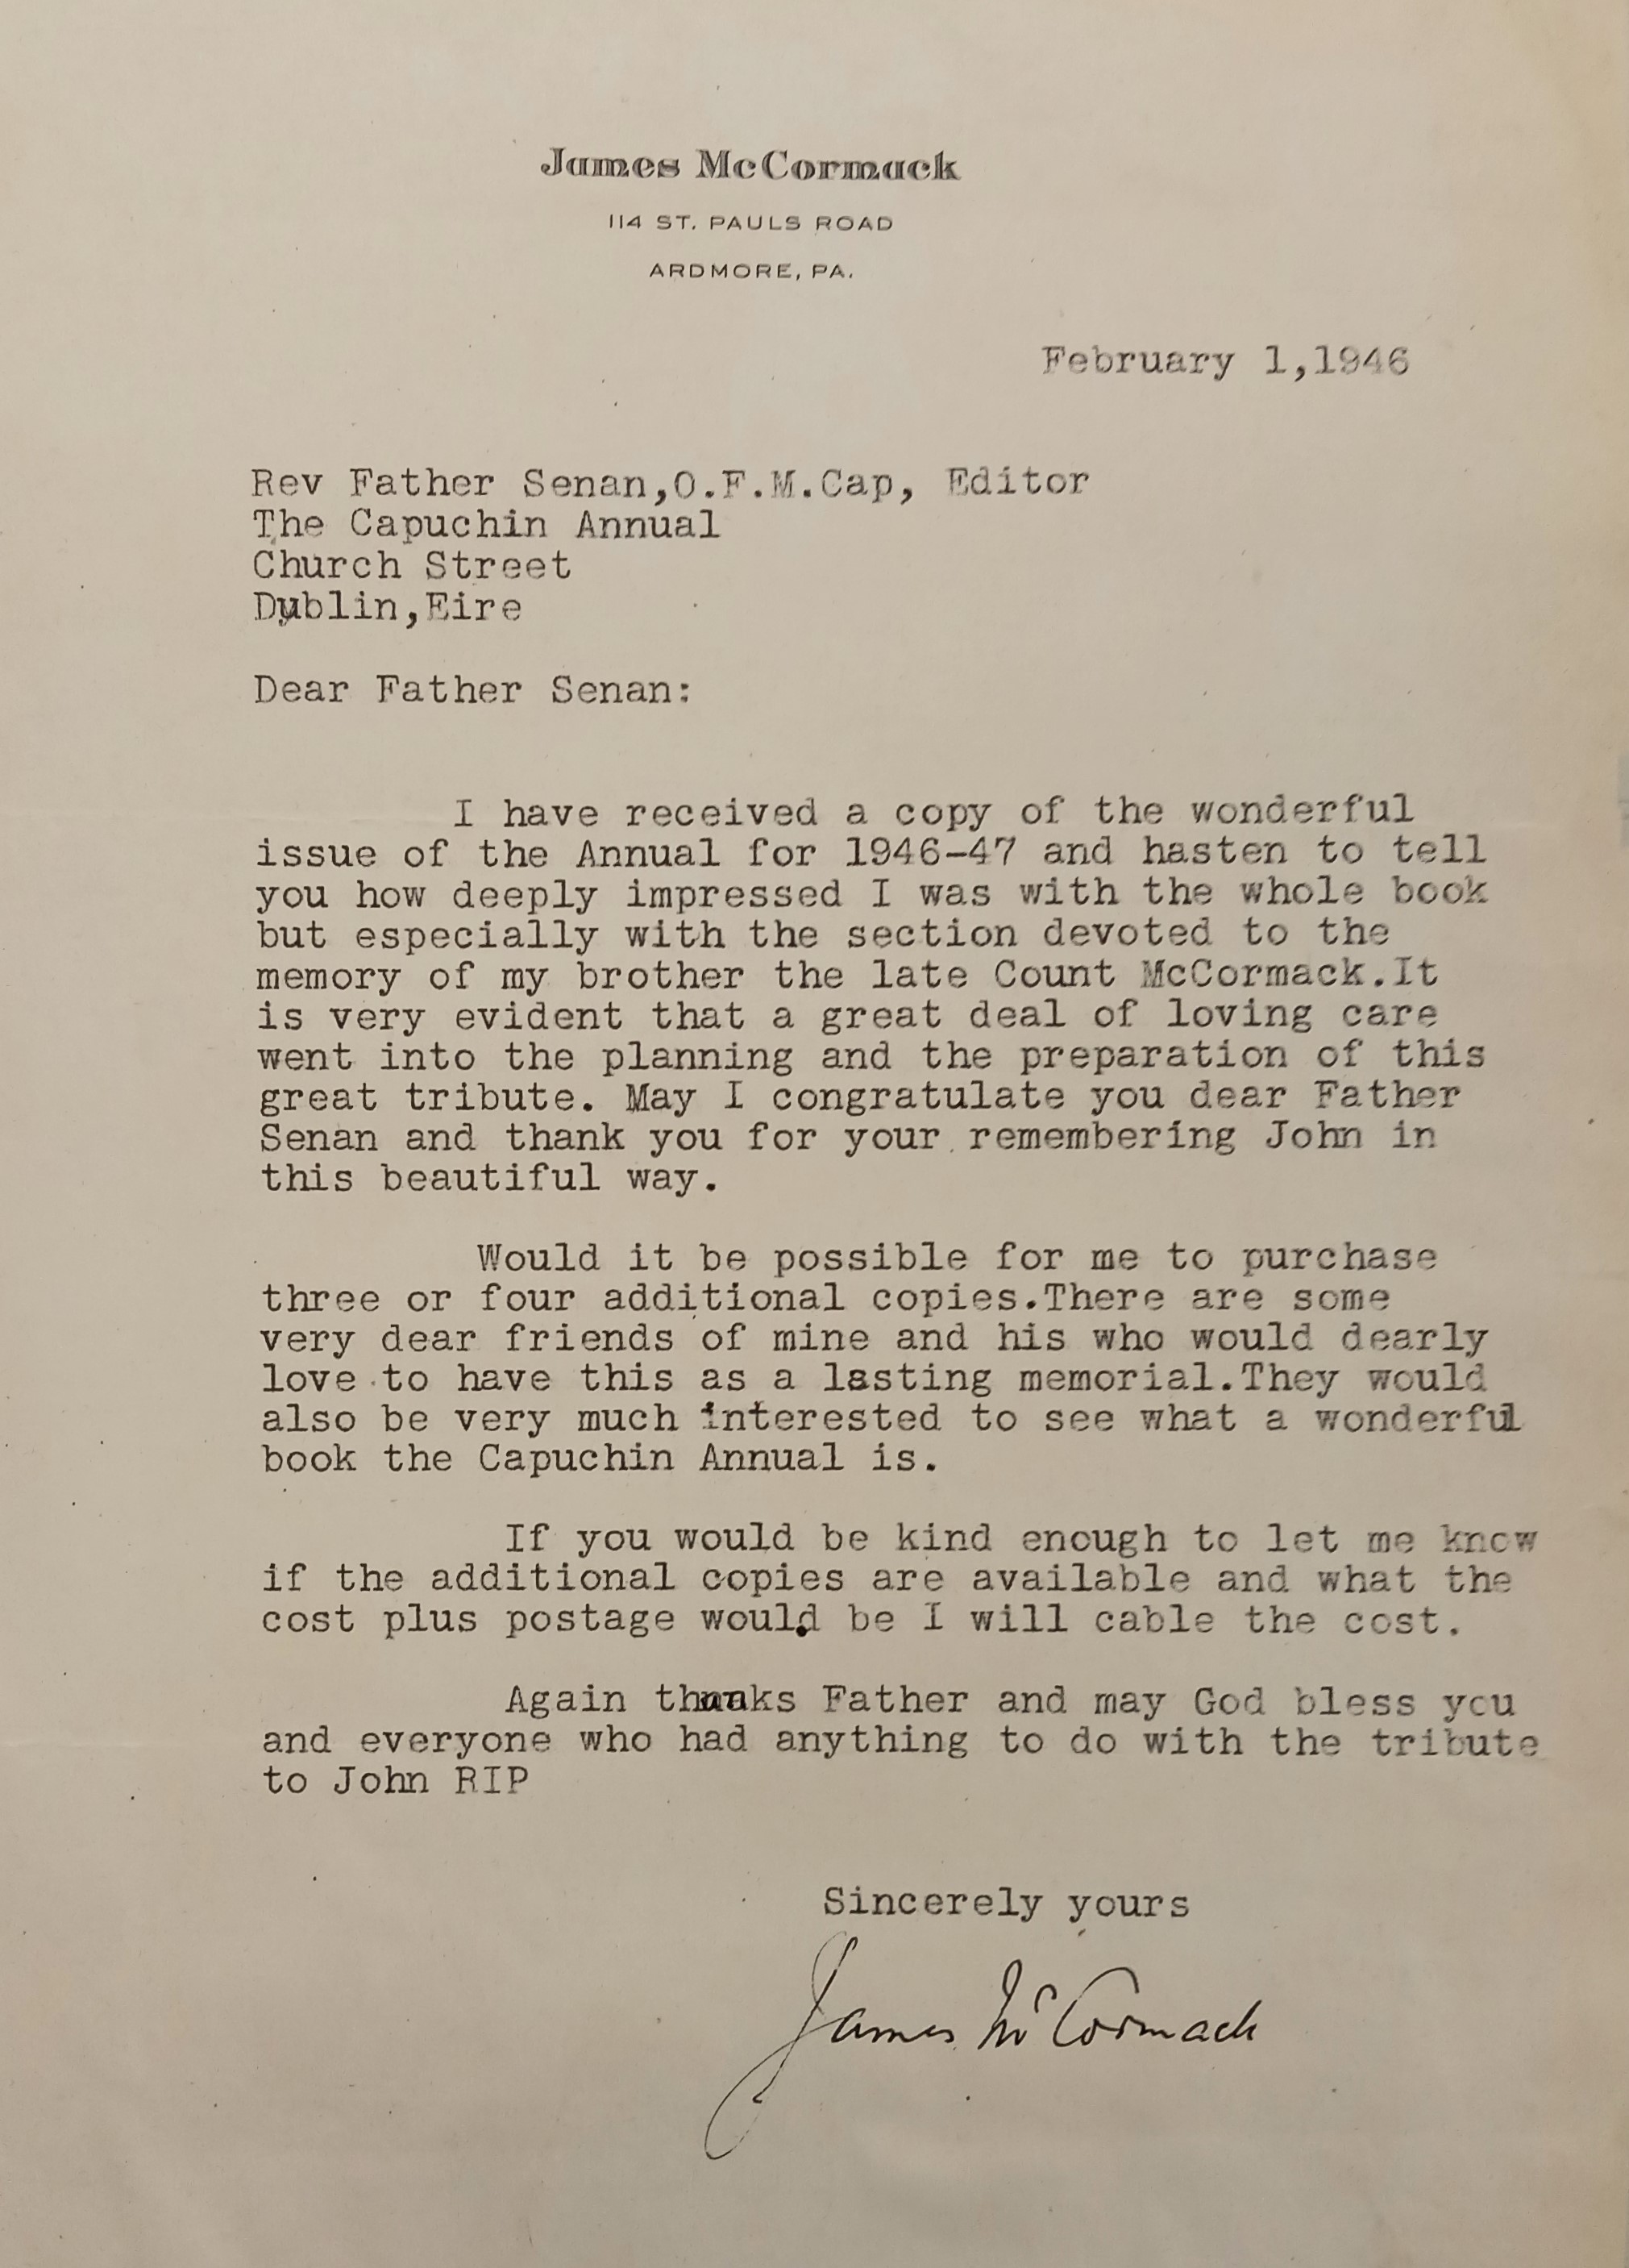 James McCormack
114 ST. PAULS ROAD
ARDMORE, PA.
February 1,1946
Rev Father Senan,O.F.M.Cap, Editor
The Capuchin Annual
Church Street
Dublin,Eire
Dear Father Senan:
I have received a copy of the wonderful
issue of the Annual for 1946-47 and hasten to tell
you how deeply impressed I was with the whole book
but especially with the section devoted to the
memory of my brother the late Count McCormack.It
is very evident that a great deal of loving care
went into the planning and the preparation of this
great tribute. May I congratulate you dear Father
Senan and thank you for your remembering John in
this beautiful way.
Would it be possible for me to purchase
three or four additional copies.There are some
very dear friends of mine and his who would dearly
love to have this as a lasting memorial.They would
also be very much interested to see what a wonderful
book the Capuchin Annual is.
If you would be kind enough to let me know
if the additional copies are available and what the
cost plus postage would be I will cable the cost.
Again thanks Father and may God bless you
and everyone who had anything to do with the tribute
to John RIP
Sincerely yours
James McCormack